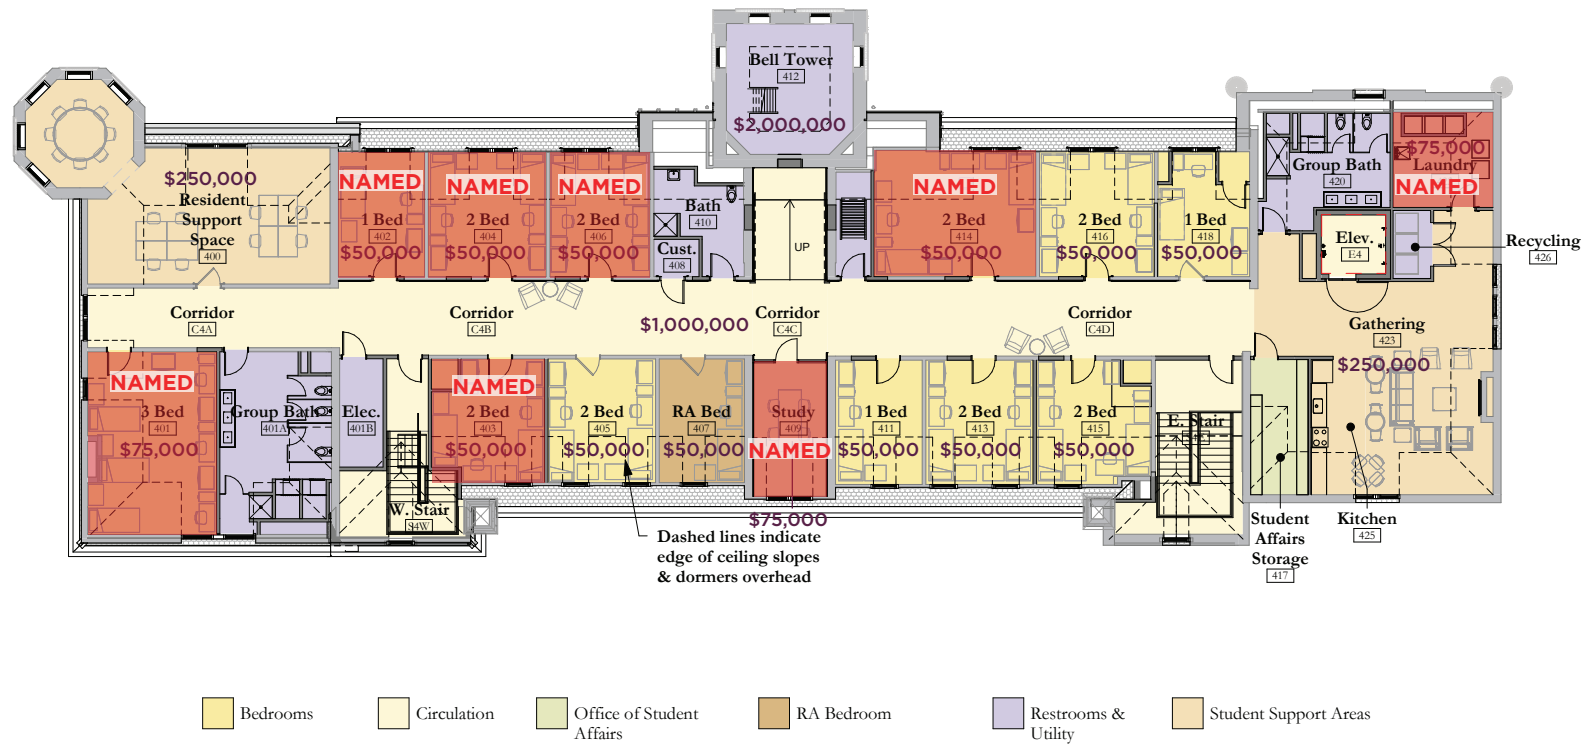 Bell Tower
412
$2,000,000
$250,000
Resident
Support
Space
400
NAMED
1 Bed
402
$50,000
NAMED
2 Bed
404
$50,000
NAMED
2 Bed
406
$50,000
Bath
410
Cust.
408
UP
NAMED
2 Bed
414
$50,000
2 Bed
416
$50,000
1 Bed
418
$50,000
Group Bath
420
$75,000
Laundry
NAMED
Elev.
E4
Recycling
426
Corridor
C4A
Corridor
C4B
$1,000,000
Corridor
C4C
Corridor
C4D
Gathering
423
$250,000
NAMED
3 Bed
401
$75,000
Group Bath
401A
Elec.
401B
W. Stair
S4W
NAMED
2 Bed
403
$50,000
2 Bed
405
$50,000
RA Bed
407
$50,000
Study
409
NAMED
$75,000
1 Bed
411
$50,000
2 Bed
413
$50,000
2 Bed
415
$50,000
E. Stair
Student
Affairs
Storage
417
Kitchen
425
Dashed lines indicate
edge of ceiling slopes
& dormers overhead
Bedrooms
Circulation
Office of Student
Affairs
RA Bedroom
Restrooms &
Utility
Student Support Areas